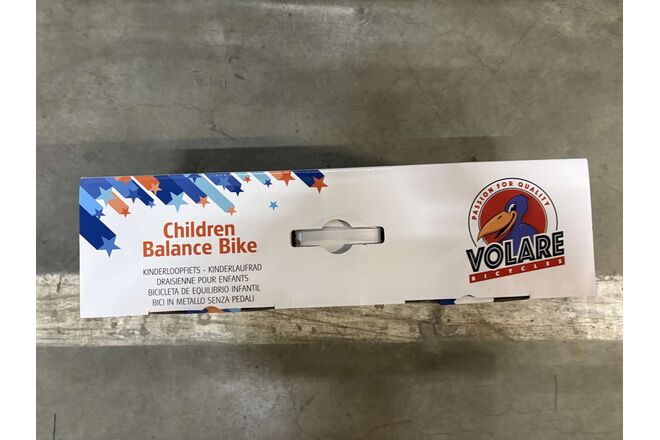 Children
Balance Bike
KINDERLOOPFIETS - KINDERLAUFRAD
DRAISIENNE POUR ENFANTS
BICICLETA DE EQUILIBRIO INFANTIL
BICI IN METALLO SENZA PEDALI
PASSION FOR QUALITY
VOLARE
BICYCLES